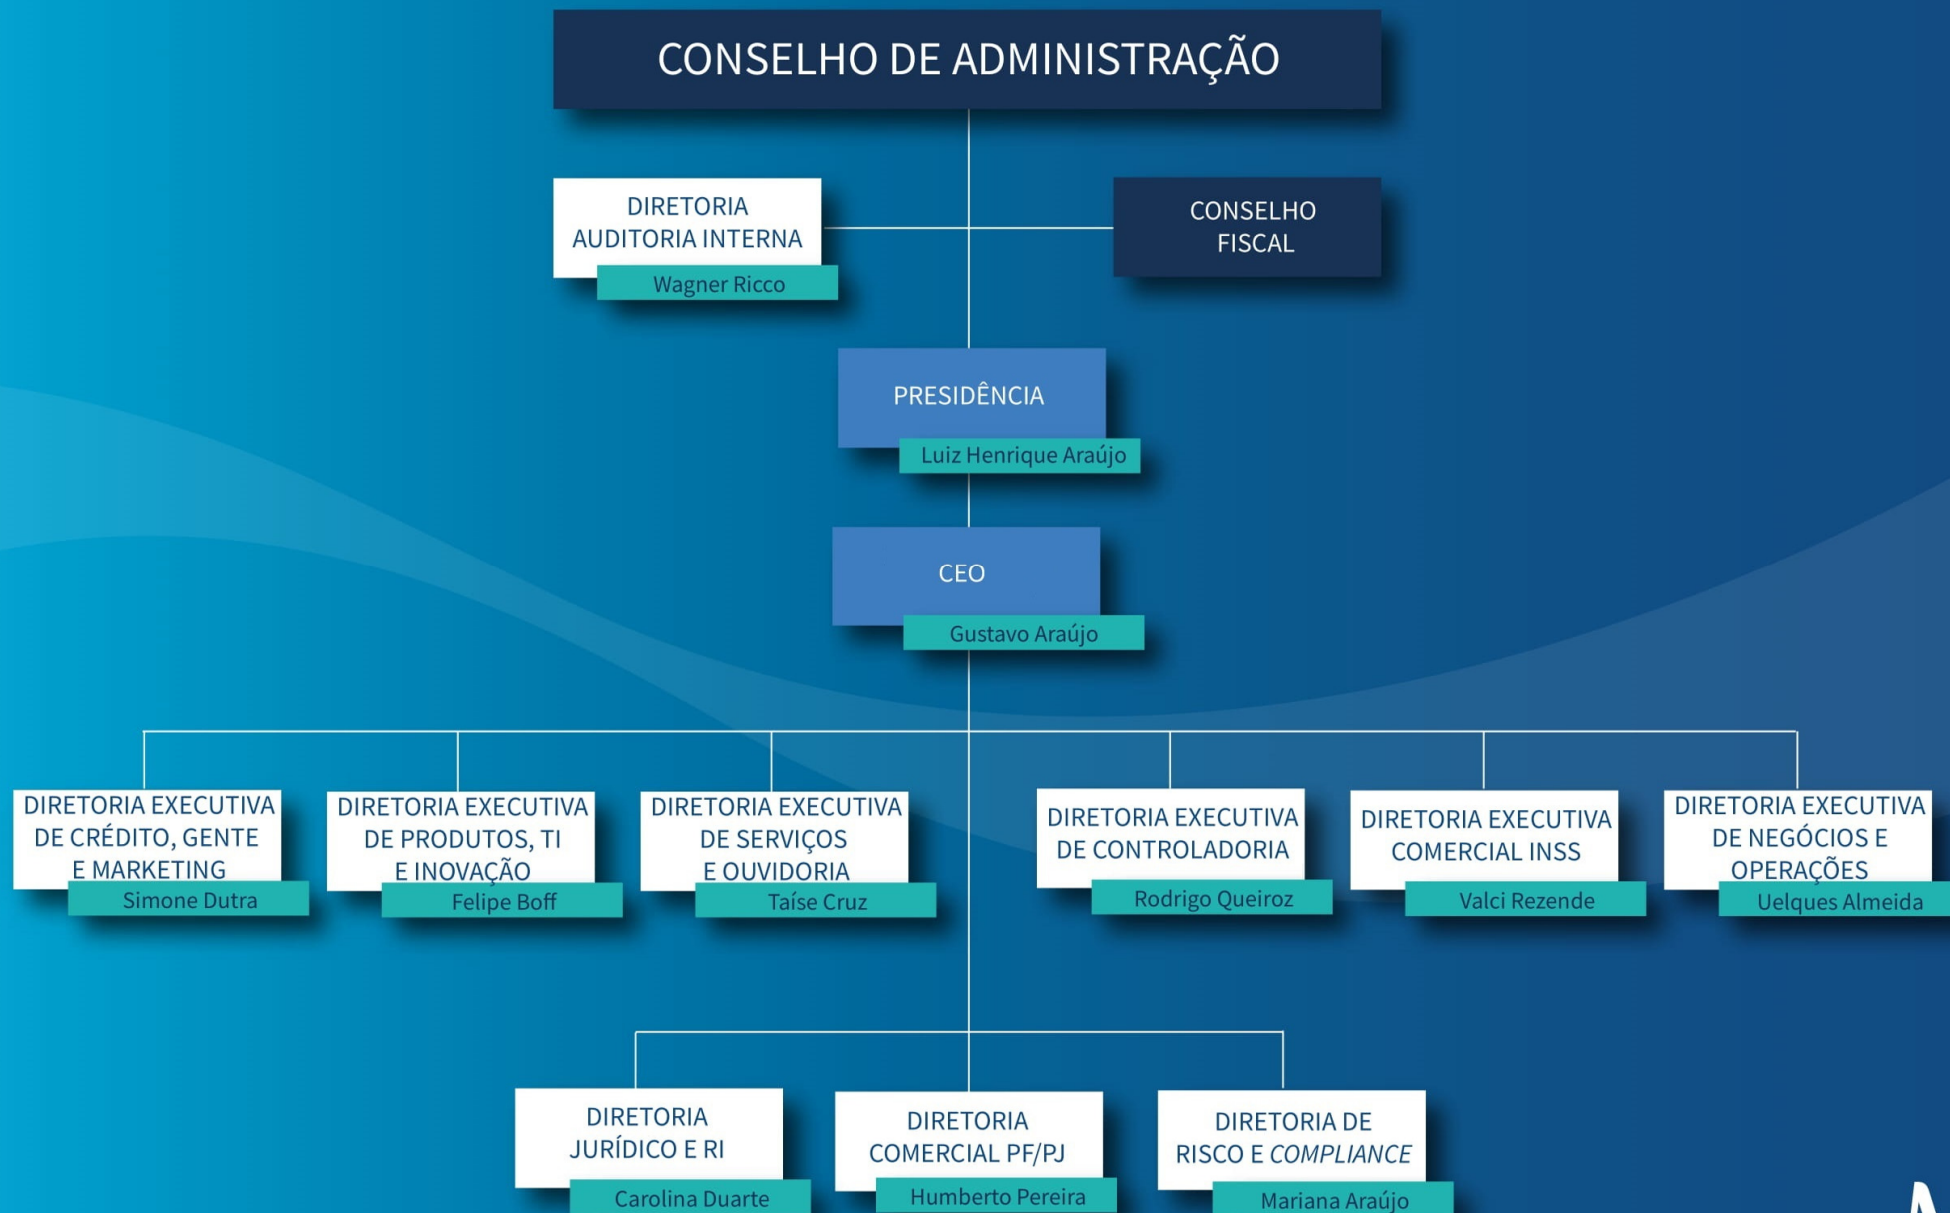 CONSELHO DE ADMINISTRAÇÃO
DIRETORIA
AUDITORIA INTERNA
Wagner Ricco
CONSELHO
FISCAL
PRESIDÊNCIA
Luiz Henrique Araújo
CEO
Gustavo Araújo
DIRETORIA EXECUTIVA
DE CRÉDITO, GENTE
E MARKETING
Simone Dutra
DIRETORIA EXECUTIVA
DE PRODUTOS, TI
E INOVAÇÃO
Felipe Boff
DIRETORIA EXECUTIVA
DE SERVIÇOS
E OUVIDORIA
Taíse Cruz
DIRETORIA EXECUTIVA
DE CONTROLADORIA
Rodrigo Queiroz
DIRETORIA EXECUTIVA
COMERCIAL INSS
Valci Rezende
DIRETORIA EXECUTIVA
DE NEGÓCIOS E
OPERAÇÕES
Uelques Almeida
DIRETORIA
JURÍDICO E RI
Carolina Duarte
DIRETORIA
COMERCIAL PF/PJ
Humberto Pereira
DIRETORIA DE
RISCO E COMPLIANCE
Mariana Araújo